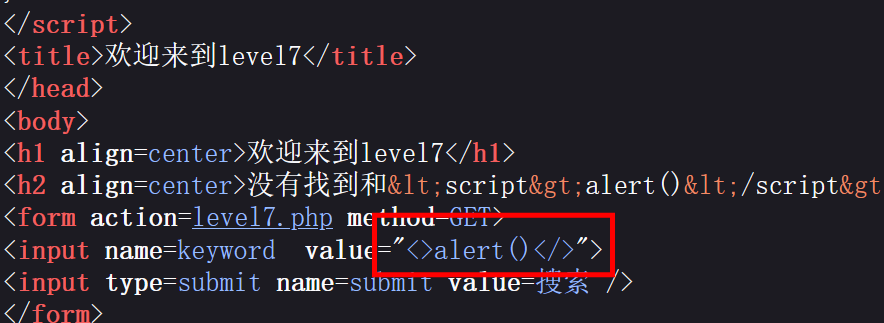 </script>
<title>欢迎来到level7</title>
</head>
<body>
<h1 align=center>欢迎来到level7</h1>
<h2 align=center>没有找到和&lt;script&gt;alert()&lt;/script&gt
<form action=level7.php method=GET>
<input name=keyword  value="<>alert()</>">
<input type=submit name=submit value=搜索 />
</form>